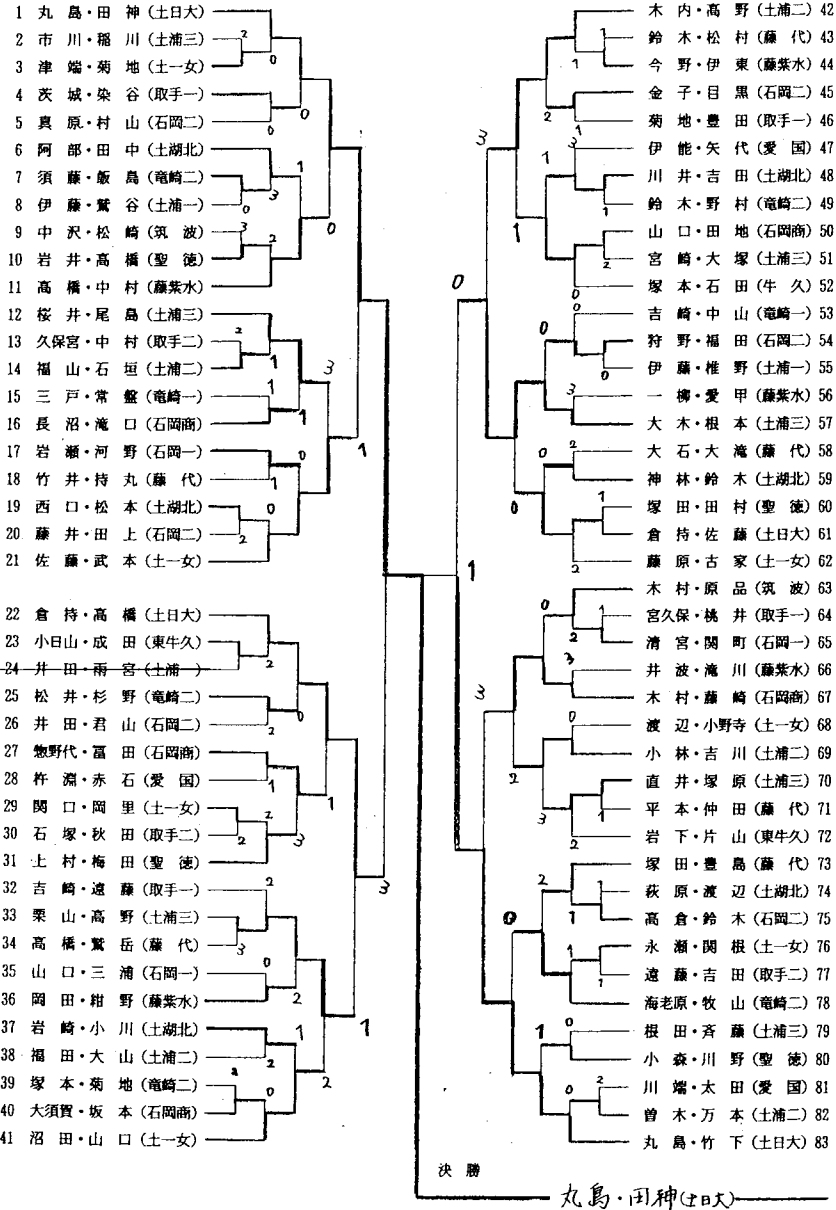 1 丸島・田神(土日大)
2 市川・稲川(土浦三)
3 津端・菊地(土一女)
4 茨城・染谷(取手一)
5 真原・村山(石岡二)
6 阿部・田中(土湖北)
7 須藤・飯島(竜崎二)
8 伊藤・鷲谷(土浦一)
9 中沢・松崎(筑波)
10 岩井・高橋(聖徳)
11 高橋・中村(藤紫水)
12 桜井・尾島(土浦三)
13 久保宮・中村(取手二)
14 福山・石垣(土浦二)
15 三戸・常盤(竜崎一)
16 長沼・滝口(石岡商)
17 岩瀬・河野(石岡一)
18 竹井・持丸(藤代)
19 西口・松本(土湖北)
20 藤井・田上(石岡二)
21 佐藤・武本(土一女)
22 倉持・高橋(土日大)
23 小日山・成田(東牛久)
24 井田・雨宮(土浦一)
25 松井・杉野(竜崎二)
26 井田・君山(石岡二)
27 惣野代・冨田(石岡商)
28 杵淵・赤石(愛国)
29 関口・岡里(土一女)
30 石塚・秋田(取手二)
31 上村・梅田(聖徳)
32 吉崎・遠藤(取手一)
33 栗山・高野(土浦三)
34 高橋・鷲岳(藤代)
35 山口・三浦(石岡一)
36 岡田・紺野(藤紫水)
37 岩崎・小川(土湖北)
38 福田・大山(土浦二)
39 塚本・菊地(竜崎二)
40 大須賀・坂本(石岡商)
41 沼田・山口(土一女)
木内・高野(土浦二) 42
鈴木・松村(藤代) 43
今野・伊東(藤紫水) 44
金子・目黒(石岡二) 45
菊地・豊田(取手一) 46
伊能・矢代(愛国) 47
川井・吉田(土湖北) 48
鈴木・野村(竜崎二) 49
山口・田地(石岡商) 50
宮崎・大塚(土浦三) 51
塚本・石田(牛久) 52
吉崎・中山(竜崎一) 53
狩野・福田(石岡二) 54
伊藤・椎野(土浦一) 55
一柳・愛甲(藤紫水) 56
大木・根本(土浦三) 57
大石・大滝(藤代) 58
神林・鈴木(土湖北) 59
塚田・田村(聖徳) 60
倉持・佐藤(土日大) 61
藤原・古家(土一女) 62
木村・原品(筑波) 63
宮久保・桃井(取手一) 64
清宮・関町(石岡一) 65
井波・滝川(藤紫水) 66
木村・藤崎(石岡商) 67
渡辺・小野寺(土一女) 68
小林・吉川(土浦二) 69
直井・塚原(土浦三) 70
平本・仲田(藤代) 71
岩下・片山(東牛久) 72
塚田・豊島(藤代) 73
萩原・渡辺(土湖北) 74
高倉・鈴木(石岡二) 75
永瀬・関根(土一女) 76
遠藤・吉田(取手二) 77
海老原・牧山(竜崎二) 78
根田・斉藤(土浦三) 79
小森・川野(聖徳) 80
川端・太田(愛国) 81
曽木・万本(土浦二) 82
丸島・竹下(土日大) 83
決勝
丸島・田神(土日大)